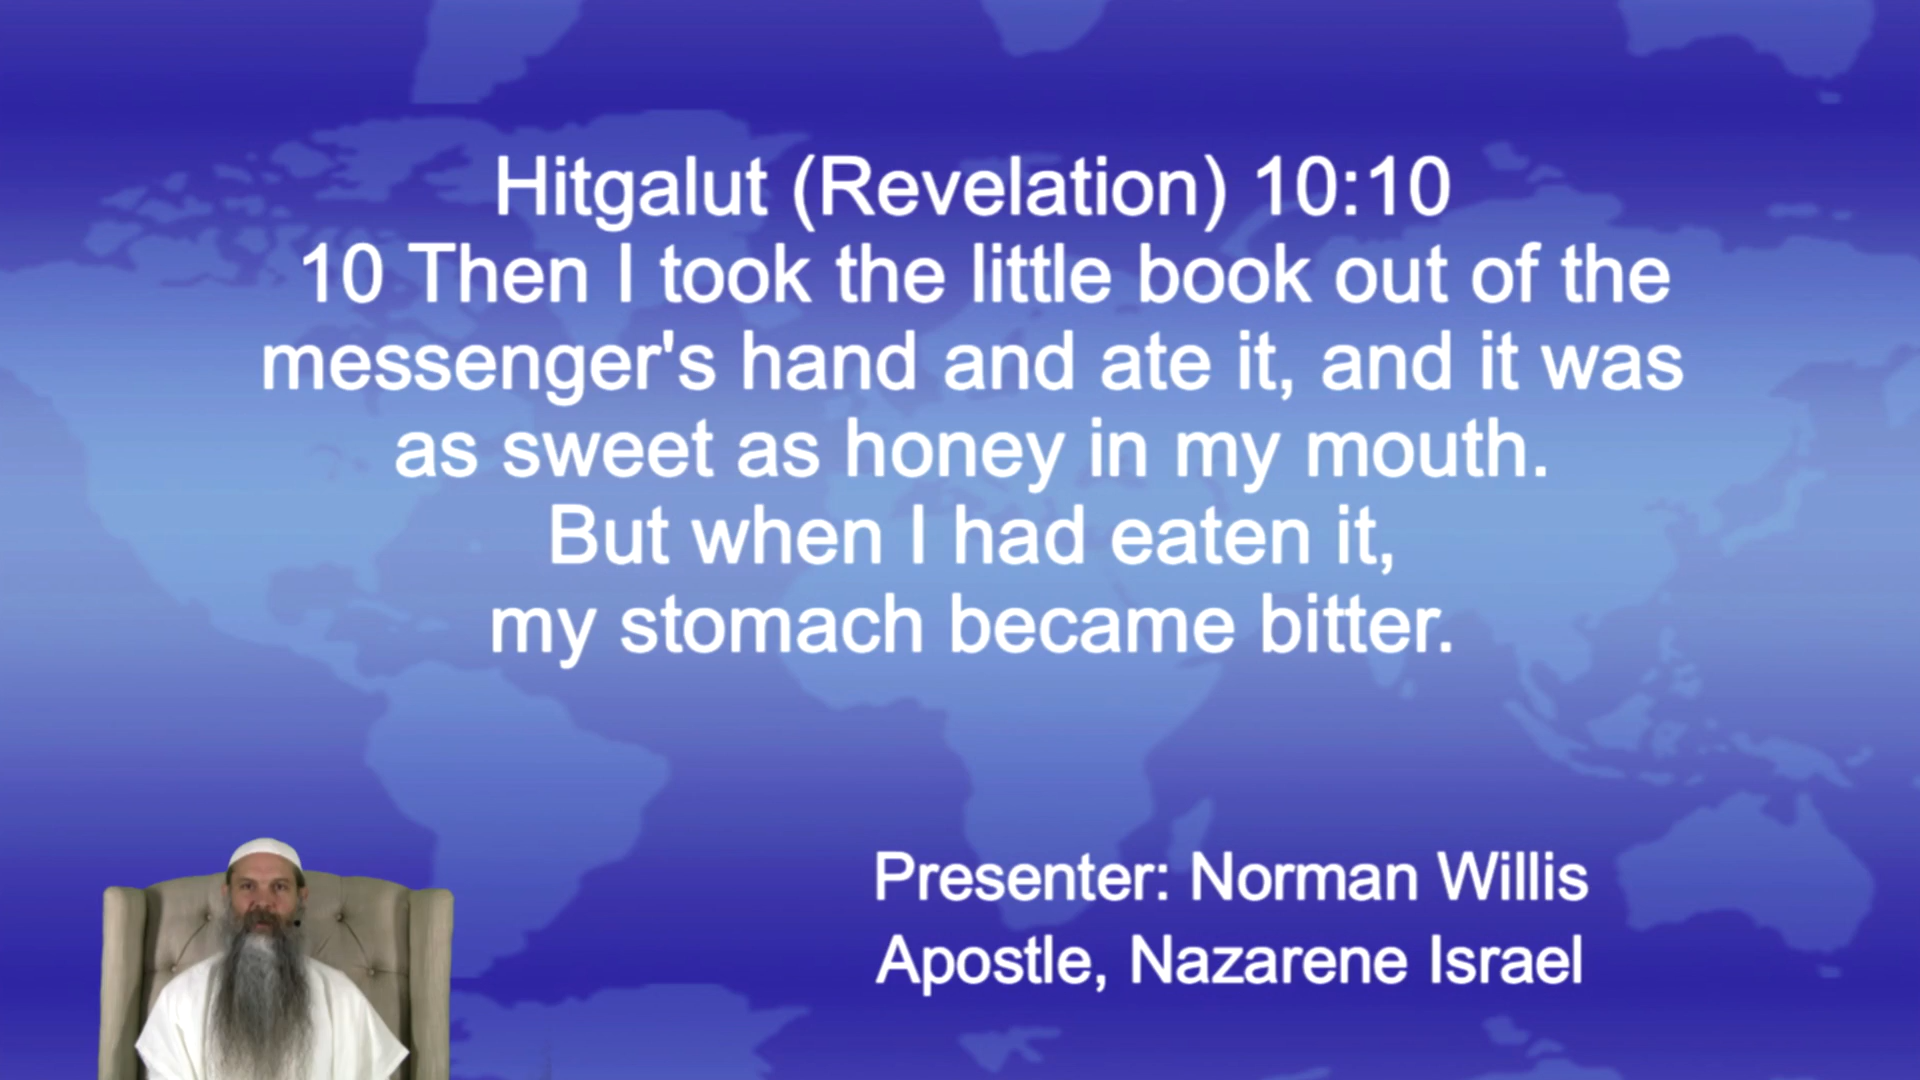 Hitgalut (Revelation) 10:10
10 Then I took the little book out of the
messenger's hand and ate it, and it was
as sweet as honey in my mouth.
But when I had eaten it,
my stomach became bitter.
Presenter: Norman Willis
Apostle, Nazarene Israel